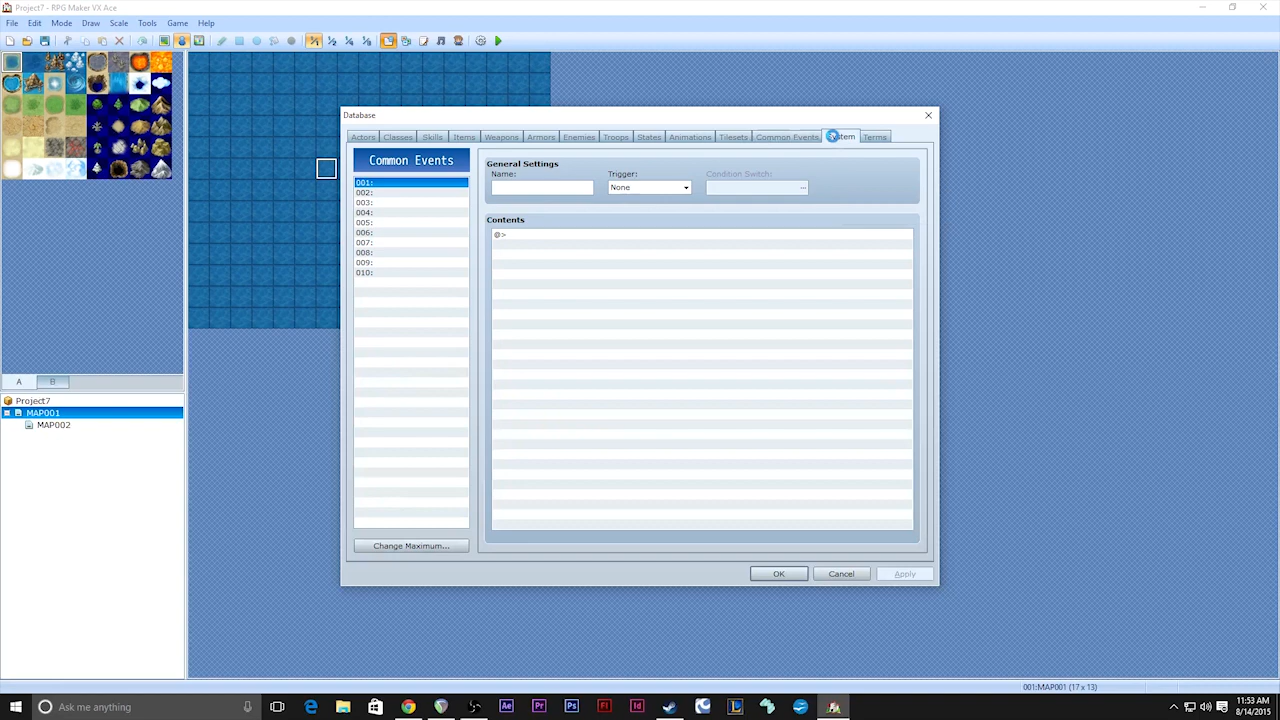 Project7 - RPG Maker VX Ace
File Edit Mode Draw Scale Tools Game Help
Database
Actors Classes Skills Items Weapons Armors Enemies Troops States Animations Tilesets Common Events System Terms
Common Events
001:
002:
003:
004:
005:
006:
007:
008:
009:
010:
Change Maximum...
General Settings
Name: Trigger: Condition Switch:
None ...
Contents
@>
OK Cancel Apply
A B
Project7
MAP001
MAP002
001:MAP001 (17 x 13)
Ask me anything
11:53 AM
8/14/2015